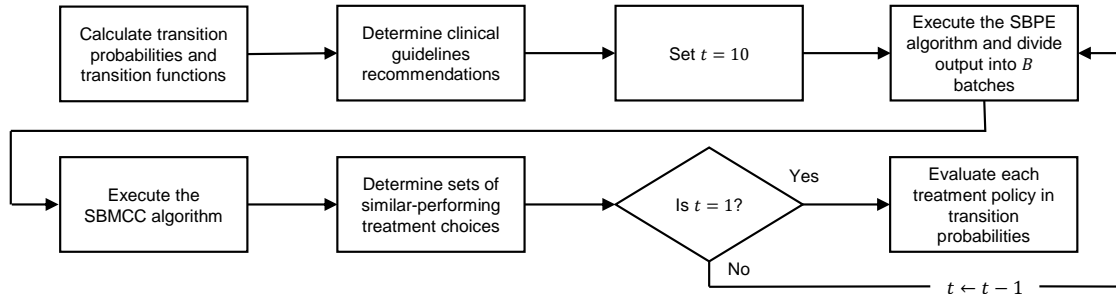 Calculate transition
probabilities and
transition functions
Determine clinical
guidelines
recommendations
Set t = 10
Execute the SBPE
algorithm and divide
output into B
batches
Execute the
SBMCC algorithm
Determine sets of
similar-performing
treatment choices
Is t = 1?
Yes
No
Evaluate each
treatment policy in
transition
probabilities
t ← t − 1